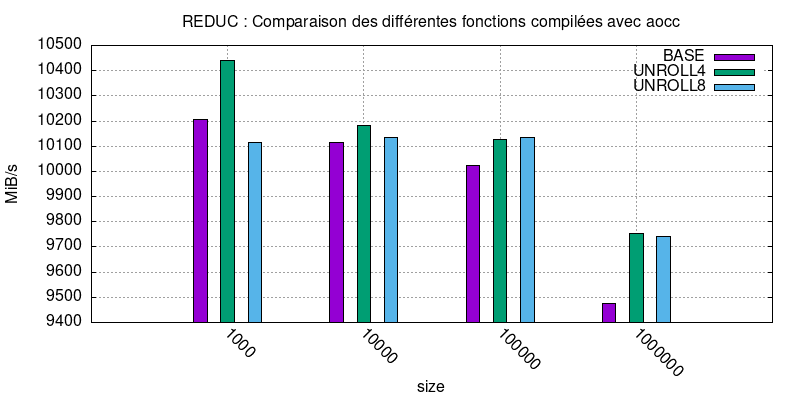 REDUC : Comparaison des différentes fonctions compilées avec aocc
10500
10400
10300
10200
10100
10000
9900
9800
9700
9600
9500
9400
MiB/s
BASE
UNROLL4
UNROLL8
1000
10000
100000
1000000
size